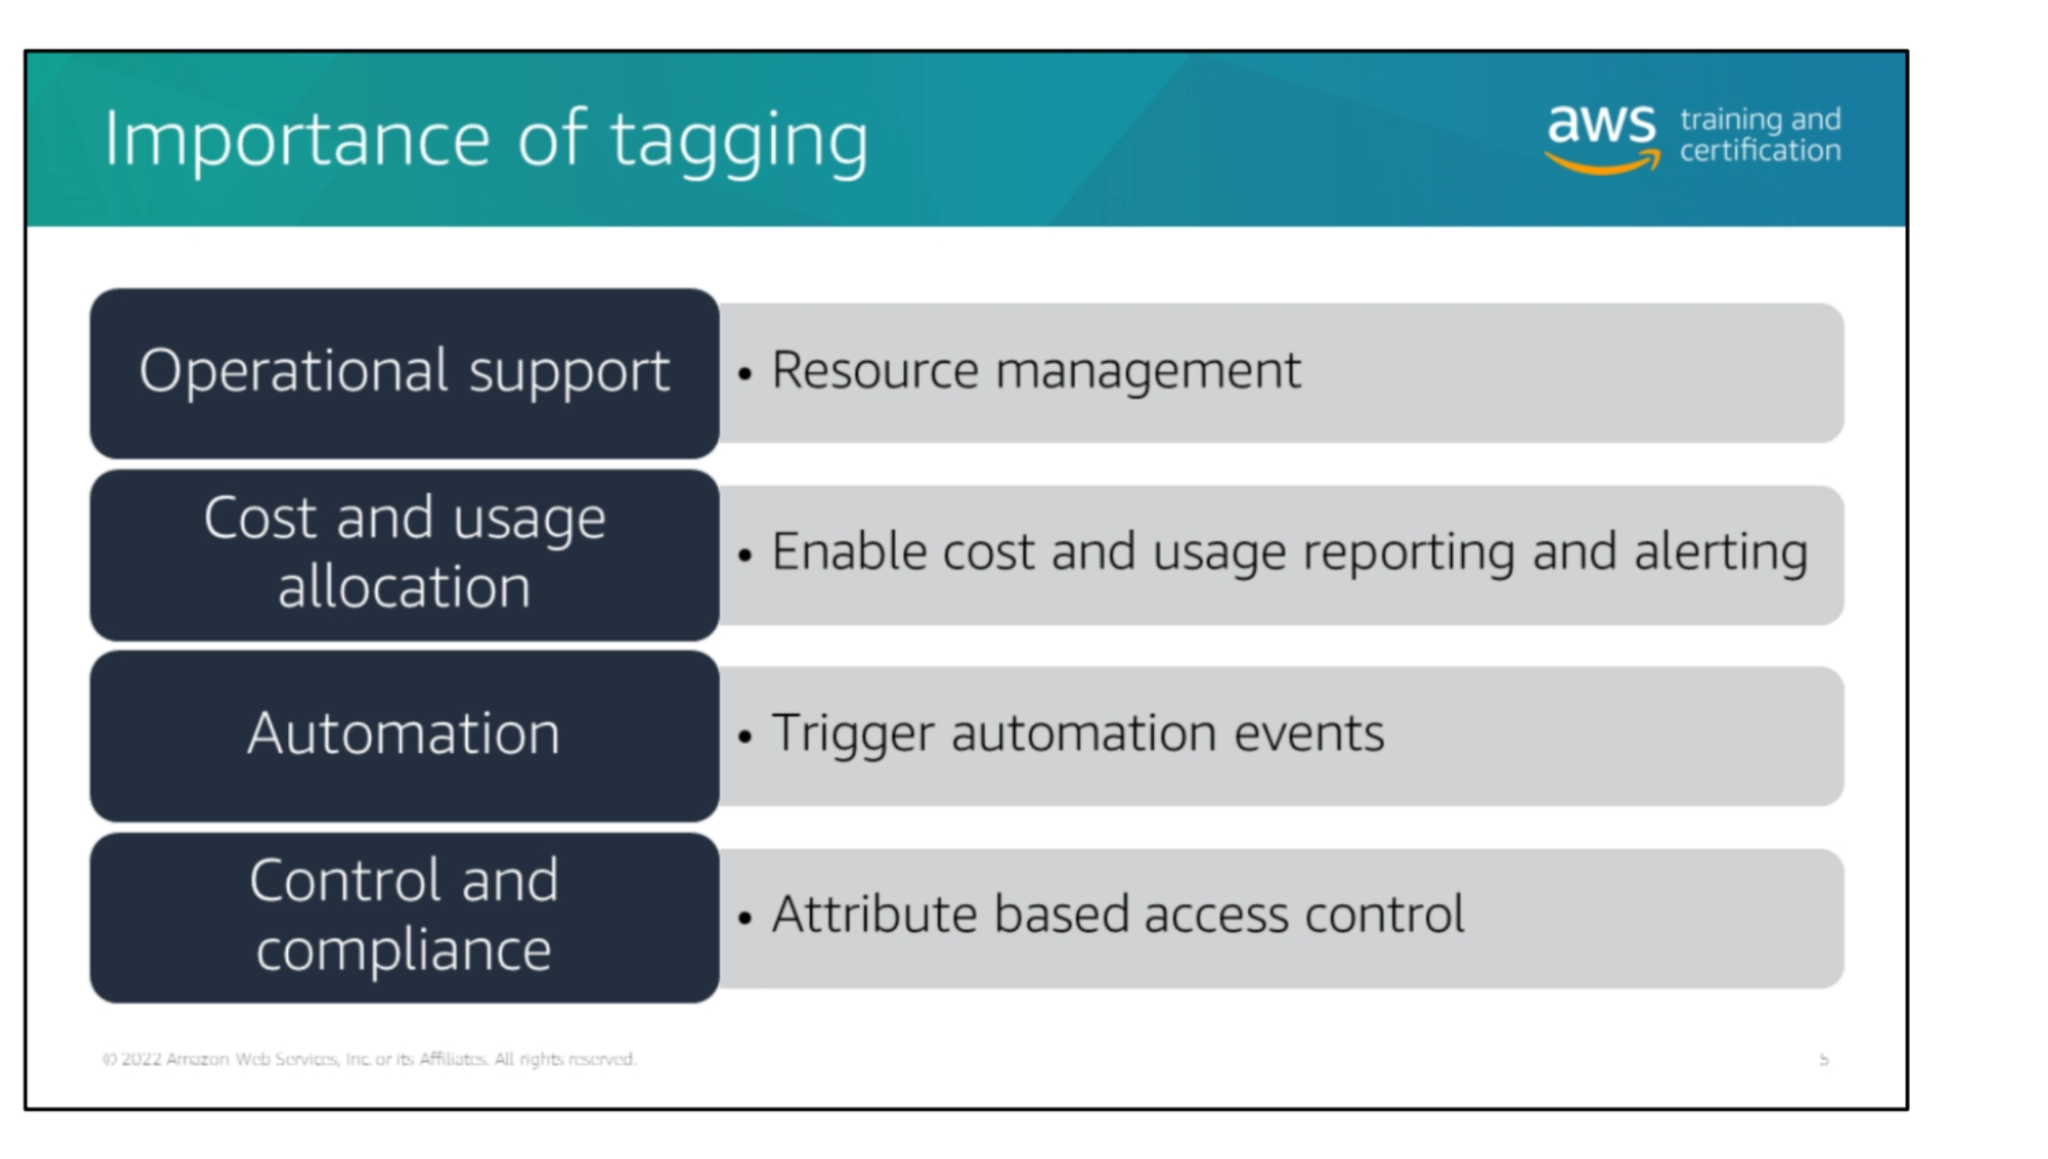 Importance of tagging
aws training and
certification
Operational support
• Resource management
Cost and usage
allocation
• Enable cost and usage reporting and alerting
Automation
• Trigger automation events
Control and
compliance
• Attribute based access control
© 2022 Amazon Web Services, Inc. or its Affiliates. All rights reserved.
5